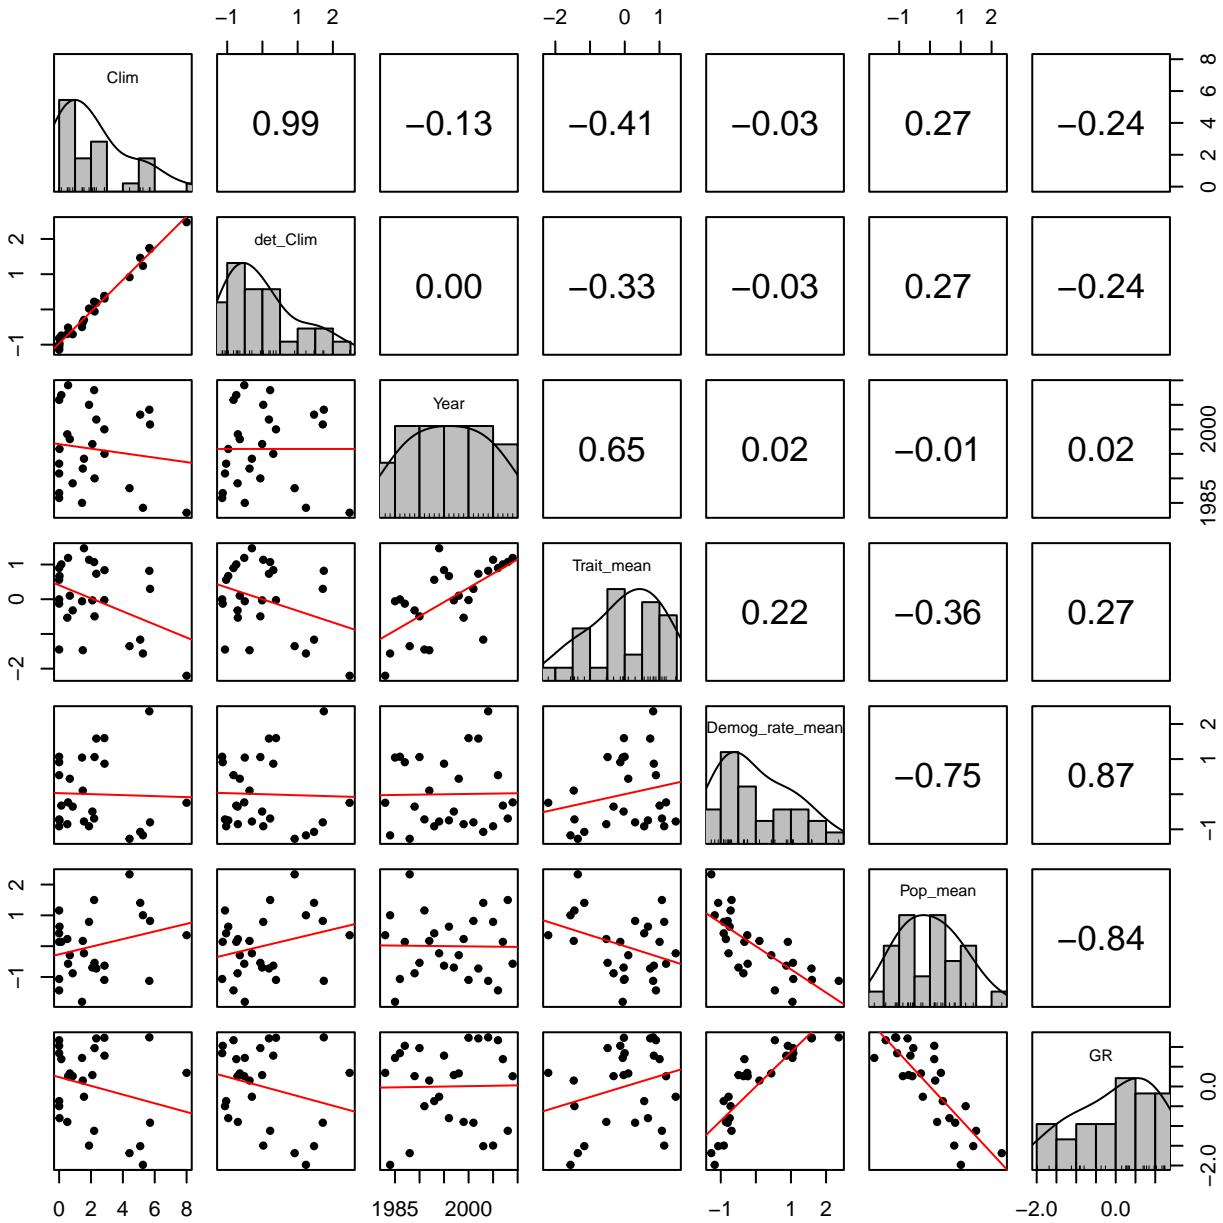 −1 1 2 −2 0 1 −1 1 2
Clim 0.99 −0.13 −0.41 −0.03 0.27 −0.24 0 2 4 6 8
−1 1 2 det_Clim 0.00 −0.33 −0.03 0.27 −0.24
Year 0.65 0.02 −0.01 0.02 1985 2000
−2 0 1 Trait_mean 0.22 −0.36 0.27
Demog_rate_mean −0.75 0.87 −1 1 2
−1 1 2 Pop_mean −0.84
GR −2.0 0.0
0 2 4 6 8 1985 2000 −1 1 2 −2.0 0.0